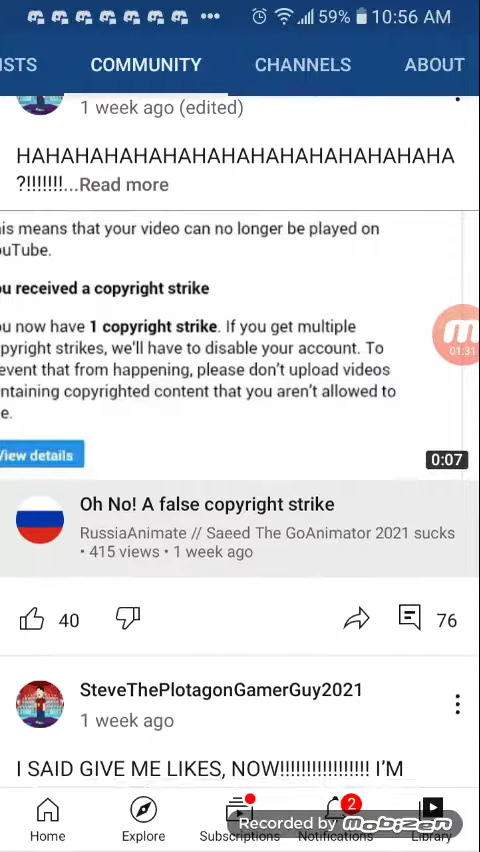 59% 10:56 AM
ISTS COMMUNITY CHANNELS ABOUT
1 week ago (edited)
HAHAHAHAHAHAHAHAHAHAHAHAHAHAHA
?!!!!!!!...Read more
is means that your video can no longer be played on
ouTube.
u received a copyright strike
u now have 1 copyright strike. If you get multiple
pyright strikes, we'll have to disable your account. To
event that from happening, please don't upload videos
ntaining copyrighted content that you aren't allowed to
e.
View details
01:31
0:07
Oh No! A false copyright strike
RussiaAnimate // Saeed The GoAnimator 2021 sucks
• 415 views • 1 week ago
40 76
SteveThePlotagonGamerGuy2021
1 week ago
I SAID GIVE ME LIKES, NOW!!!!!!!!!!!!!!!!! I'M
2
Home Explore Subscriptions Notifications Library
Recorded by mobizen